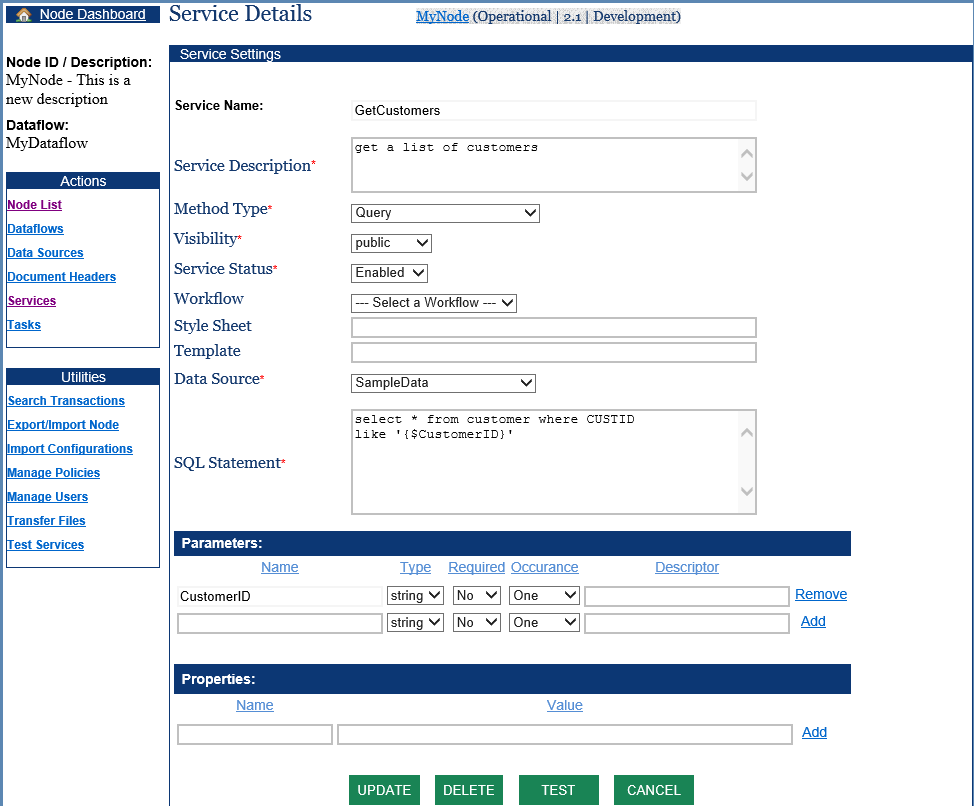 Node Dashboard
Service Details
MyNode (Operational | 2.1 | Development)
Node ID / Description:
MyNode - This is a
new description
Dataflow:
MyDataflow
Actions
Node List
Dataflows
Data Sources
Document Headers
Services
Tasks
Utilities
Search Transactions
Export/Import Node
Import Configurations
Manage Policies
Manage Users
Transfer Files
Test Services
Service Settings
Service Name: GetCustomers
Service Description* get a list of customers
Method Type* Query
Visibility* public
Service Status* Enabled
Workflow --- Select a Workflow ---
Style Sheet
Template
Data Source* SampleData
SQL Statement* select * from customer where CUSTID
like '{$CustomerID}'
Parameters:
Name Type Required Occurance Descriptor
CustomerID string No One Remove
string No One Add
Properties:
Name Value
Add
UPDATE DELETE TEST CANCEL